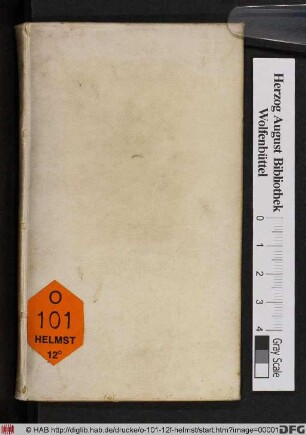 O
101
HELMST
12°
Herzog August Bibliothek
Wolfenbüttel
0
1
2
3
4
Gray Scale
© HAB http://diglib.hab.de/drucke/o-101-12f-helmst/start.htm?image=00001
DFG